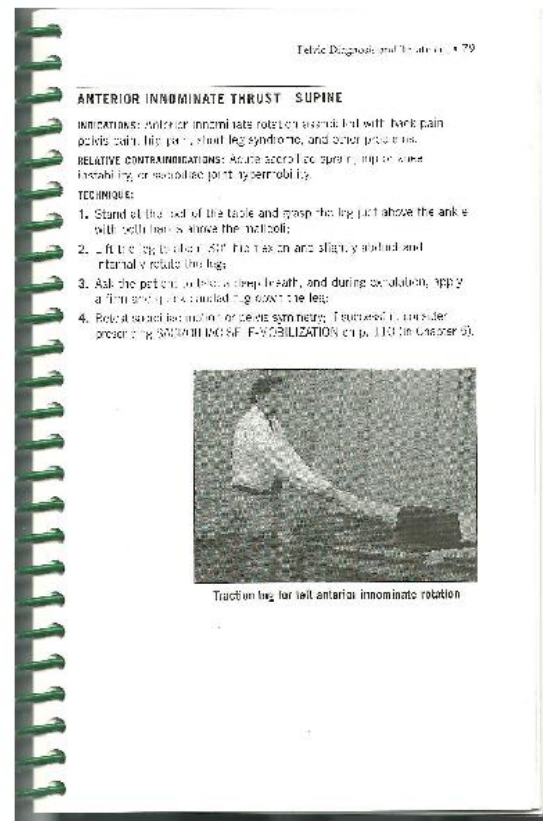 Pelvic Diagnosis and Treatment • 79
ANTERIOR INNOMINATE THRUST SUPINE
INDICATIONS: Anterior innominate rotation associated with back pain
pelvis pain, hip pain, short leg syndrome, and other problems.
RELATIVE CONTRAINDICATIONS: Acute sacroiliac sprain, hip or knee
instability, or sacroiliac joint hypermobility.
TECHNIQUE:
1. Stand at the foot of the table and grasp the leg just above the ankle
with both hands above the malleoli;
2. Lift the leg to about 30° hip flexion and slightly abduct and
internally rotate the leg;
3. Ask the patient to take a deep breath, and during exhalation, apply
a firm and quick caudad tug down the leg;
4. Retest sacroiliac motion or pelvis symmetry; if successful, consider
prescribing SACROILIAC SELF-MOBILIZATION on p. 110 (in Chapter 6).
Traction tug for left anterior innominate rotation